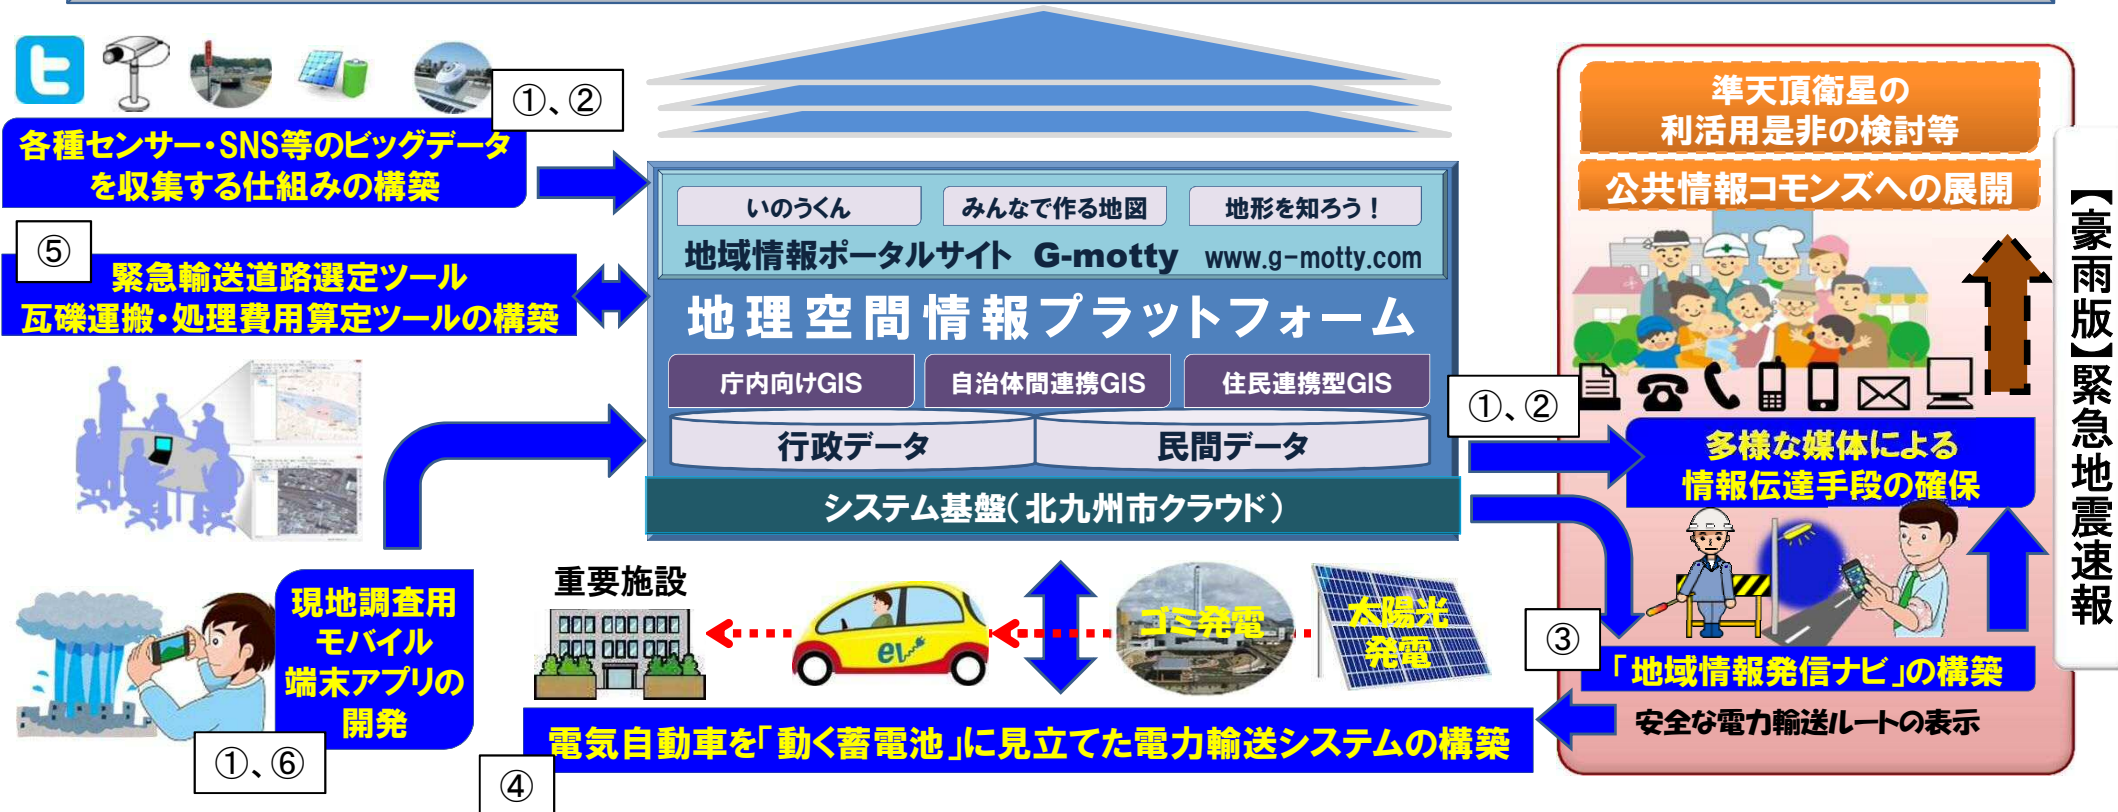 ①、②
各種センサー・SNS等のビッグデータ
を収集する仕組みの構築
⑤
緊急輸送道路選定ツール
瓦礫運搬・処理費用算定ツールの構築
現地調査用
モバイル
端末アプリの
開発
①、⑥
いのうくん
みんなで作る地図
地形を知ろう！
地域情報ポータルサイト G-motty www.g-motty.com
地理空間情報プラットフォーム
庁内向けGIS
自治体間連携GIS
住民連携型GIS
行政データ
民間データ
システム基盤（北九州市クラウド）
重要施設
ev
ゴミ発電
太陽光
発電
④
電気自動車を「動く蓄電池」に見立てた電力輸送システムの構築
準天頂衛星の
利活用是非の検討等
公共情報コモンズへの展開
①、②
多様な媒体による
情報伝達手段の確保
③
「地域情報発信ナビ」の構築
安全な電力輸送ルートの表示
【豪雨版】緊急地震速報